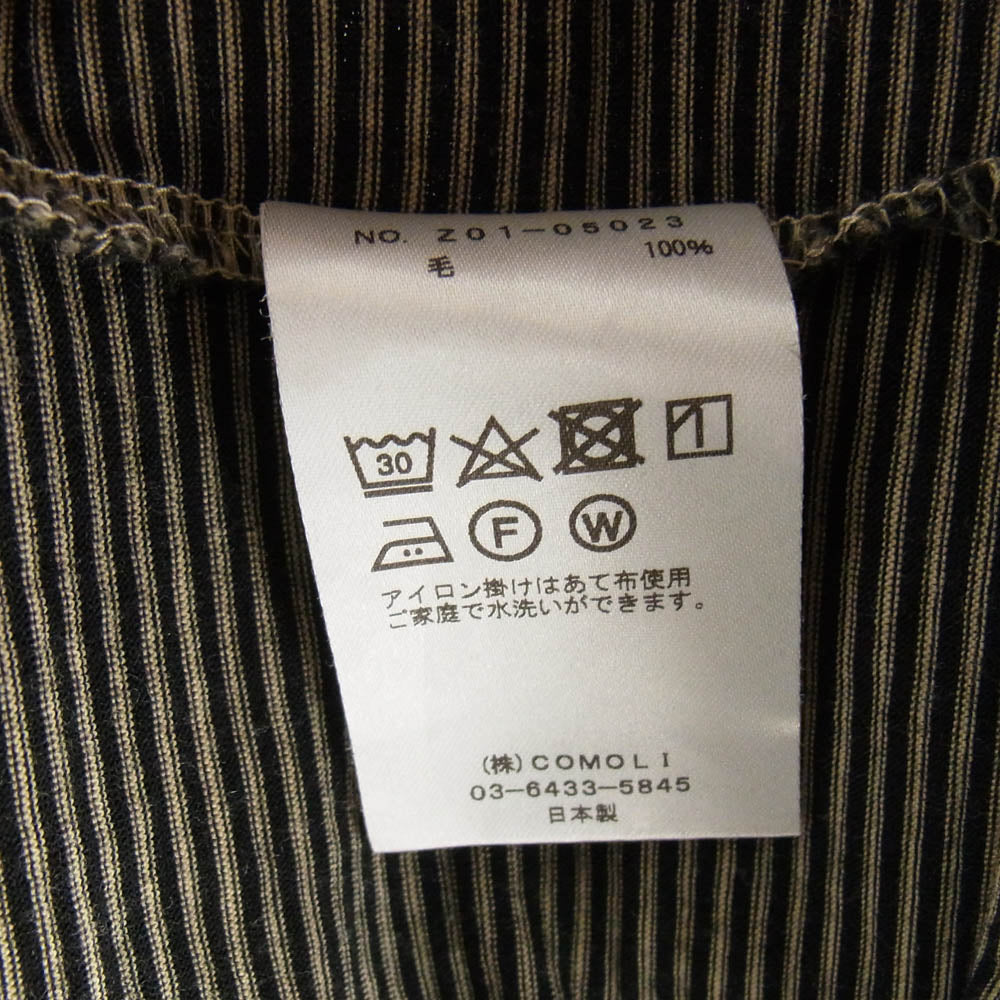 NO. Z01-05023
毛 100%
30
F W
アイロン掛けはあて布使用
ご家庭で水洗いができます。
(株)COMOLI
03-6433-5845
日本製